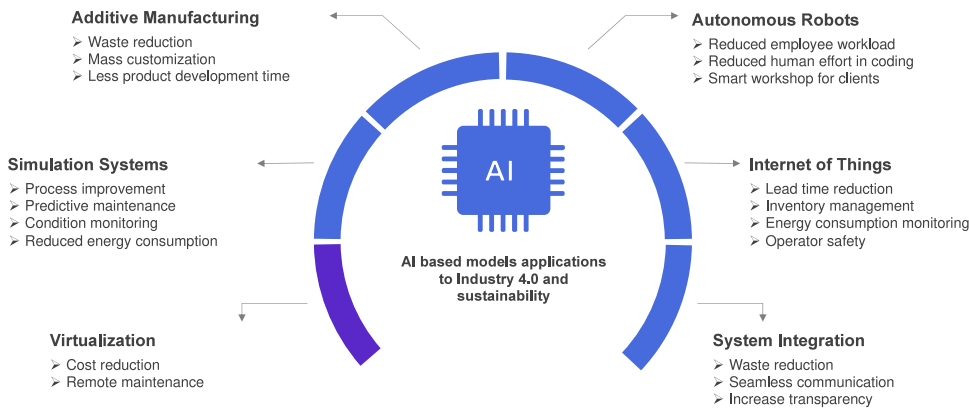 Additive Manufacturing
➢ Waste reduction
➢ Mass customization
➢ Less product development time
Autonomous Robots
➢ Reduced employee workload
➢ Reduced human effort in coding
➢ Smart workshop for clients
Simulation Systems
➢ Process improvement
➢ Predictive maintenance
➢ Condition monitoring
➢ Reduced energy consumption
AI
Internet of Things
➢ Lead time reduction
➢ Inventory management
➢ Energy consumption monitoring
➢ Operator safety
AI based models applications
to Industry 4.0 and
sustainability
Virtualization
➢ Cost reduction
➢ Remote maintenance
System Integration
➢ Waste reduction
➢ Seamless communication
➢ Increase transparency